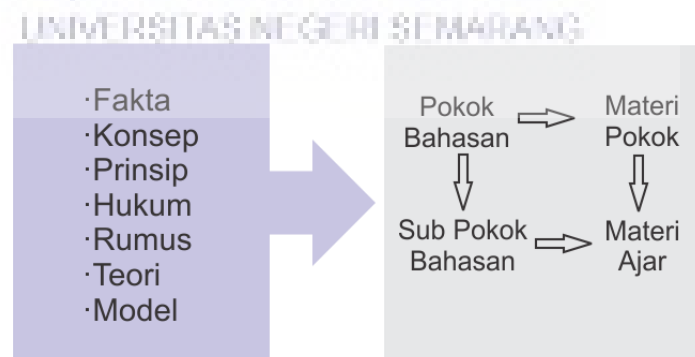 UNIVERSITAS NEGERI SEMARANG
·Fakta
·Konsep
·Prinsip
·Hukum
·Rumus
·Teori
·Model
Pokok
Bahasan
Materi
Pokok
Sub Pokok
Bahasan
Materi
Ajar